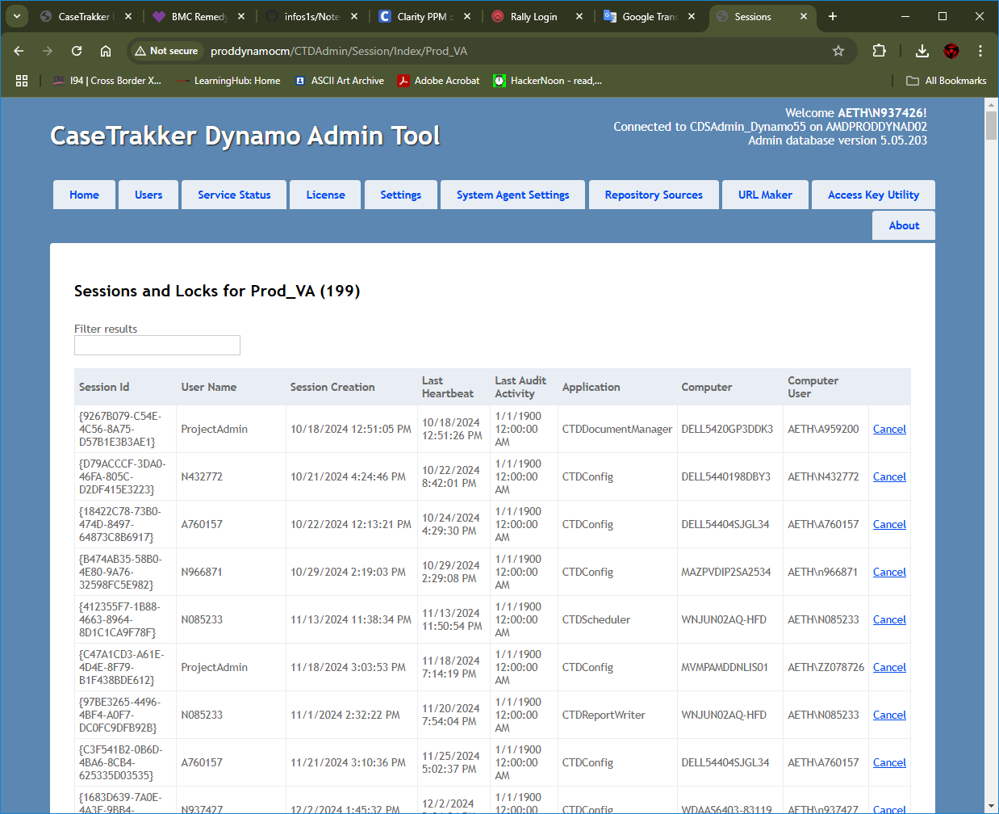 CaseTrakker
BMC Remedy
infos1s/Note
Clarity PPM ::
Rally Login
Google Trans
Sessions
Not secure
proddynamocm/CTDAdmin/Session/Index/Prod_VA
I94 | Cross Border X...
LearningHub: Home
ASCII Art Archive
Adobe Acrobat
HackerNoon - read,...
All Bookmarks
CaseTrakker Dynamo Admin Tool
Welcome AETH\N937426!
Connected to CDSAdmin_Dynamo55 on AMDPRODDYNAD02
Admin database version 5.05.203
Home
Users
Service Status
License
Settings
System Agent Settings
Repository Sources
URL Maker
Access Key Utility
About
Sessions and Locks for Prod_VA (199)
Filter results
Session Id
User Name
Session Creation
Last
Heartbeat
Last Audit
Activity
Application
Computer
Computer
User
{9267B079-C54E-
4C56-8A75-
D57B1E3B3AE1}
ProjectAdmin
10/18/2024 12:51:05 PM
10/18/2024
12:51:26 PM
1/1/1900
12:00:00
AM
CTDDocumentManager
DELL5420GP3DDK3
AETH\A959200
Cancel
{D79ACCCF-3DA0-
46FA-805C-
D2DF415E3223}
N432772
10/21/2024 4:24:46 PM
10/22/2024
8:42:01 PM
1/1/1900
12:00:00
AM
CTDConfig
DELL5440198DBY3
AETH\N432772
Cancel
{18422C78-73B0-
474D-8497-
64873C8B6917}
A760157
10/22/2024 12:13:21 PM
10/24/2024
4:29:30 PM
1/1/1900
12:00:00
AM
CTDConfig
DELL54404SJGL34
AETH\A760157
Cancel
{B474AB35-58B0-
4E80-9A76-
32598FC5E982}
N966871
10/29/2024 2:19:03 PM
10/29/2024
2:29:08 PM
1/1/1900
12:00:00
AM
CTDConfig
MAZPVDIP2SA2534
AETH\n966871
Cancel
{412355F7-1B88-
4663-8964-
8D1C1CA9F78F}
N085233
11/13/2024 11:38:34 PM
11/13/2024
11:50:54 PM
1/1/1900
12:00:00
AM
CTDScheduler
WNJUN02AQ-HFD
AETH\N085233
Cancel
{C47A1CD3-A61E-
4D4E-8F79-
B1F438BDE612}
ProjectAdmin
11/18/2024 3:03:53 PM
11/18/2024
7:14:19 PM
1/1/1900
12:00:00
AM
CTDConfig
MVMPAMDDNLIS01
AETH\ZZ078726
Cancel
{97BE3265-4496-
4BF4-A0F7-
DC0FC9DFB92B}
N085233
11/1/2024 2:32:22 PM
11/20/2024
7:54:04 PM
1/1/1900
12:00:00
AM
CTDReportWriter
WNJUN02AQ-HFD
AETH\N085233
Cancel
{C3F541B2-0B6D-
4BA6-8CB4-
625335D03535}
A760157
11/21/2024 3:10:36 PM
11/25/2024
5:02:37 PM
1/1/1900
12:00:00
AM
CTDConfig
DELL54404SJGL34
AETH\A760157
Cancel
{1683D639-7A0E-
4A3F-9BB4-
N937427
12/2/2024 1:45:32 PM
12/2/2024
1/1/1900
12:00:00
CTDConfig
WDAAS6403-83119
AETH\n937427
Cancel